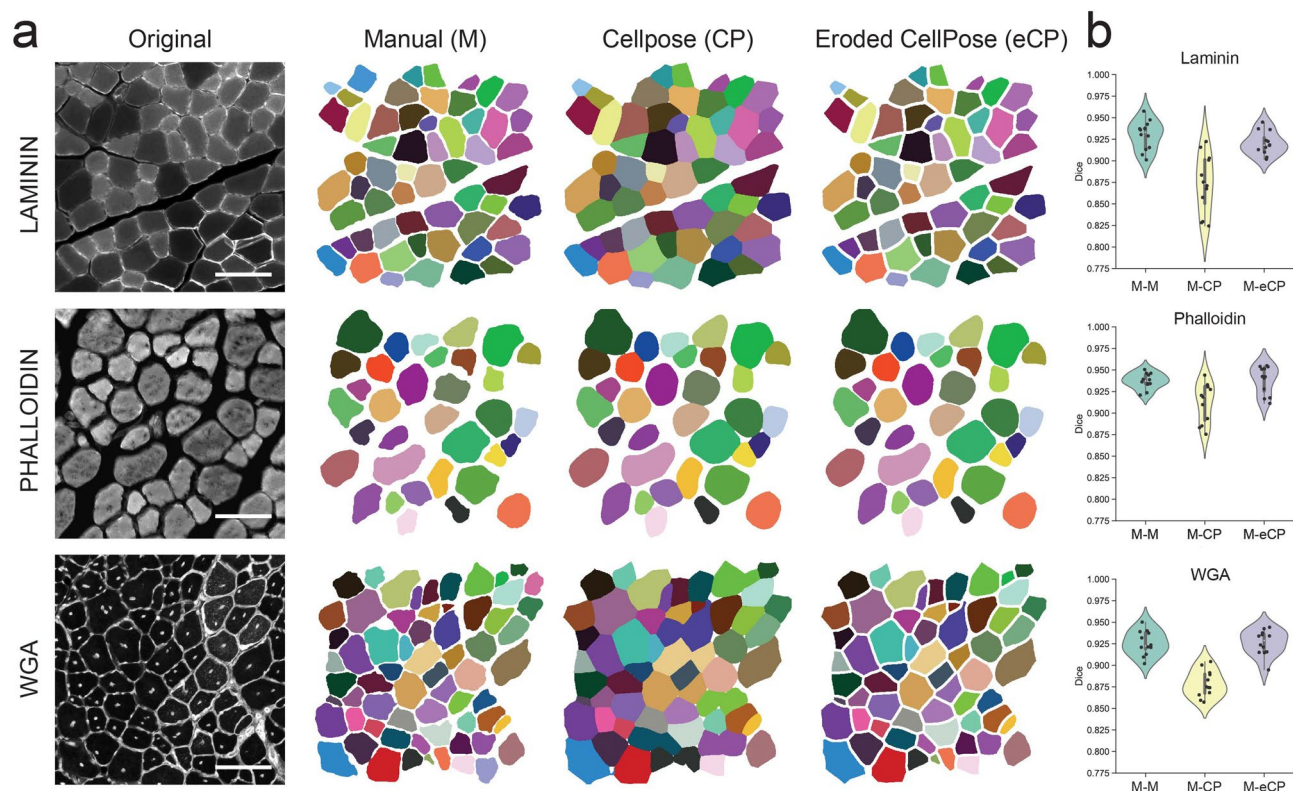 a
Original
Manual (M)
Cellpose (CP)
Eroded CellPose (eCP)
LAMININ
PHALLOIDIN
WGA
b
Laminin
1.000
0.975
0.950
0.925
0.900
0.875
0.850
0.825
0.800
0.775
Dice
M-M
M-CP
M-eCP
Phalloidin
1.000
0.975
0.950
0.925
0.900
0.875
0.850
0.825
0.800
0.775
Dice
M-M
M-CP
M-eCP
WGA
1.000
0.975
0.950
0.925
0.900
0.875
0.850
0.825
0.800
0.775
Dice
M-M
M-CP
M-eCP